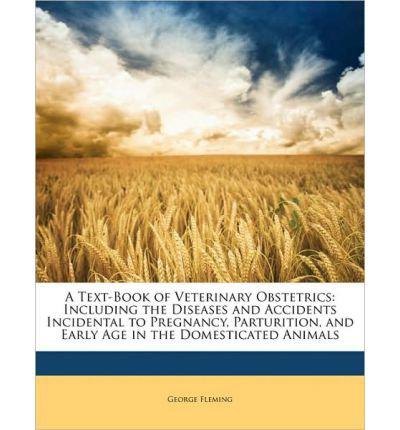 A Text-Book of Veterinary Obstetrics:
Including the Diseases and Accidents
Incidental to Pregnancy, Parturition, and
Early Age in the Domesticated Animals
George Fleming